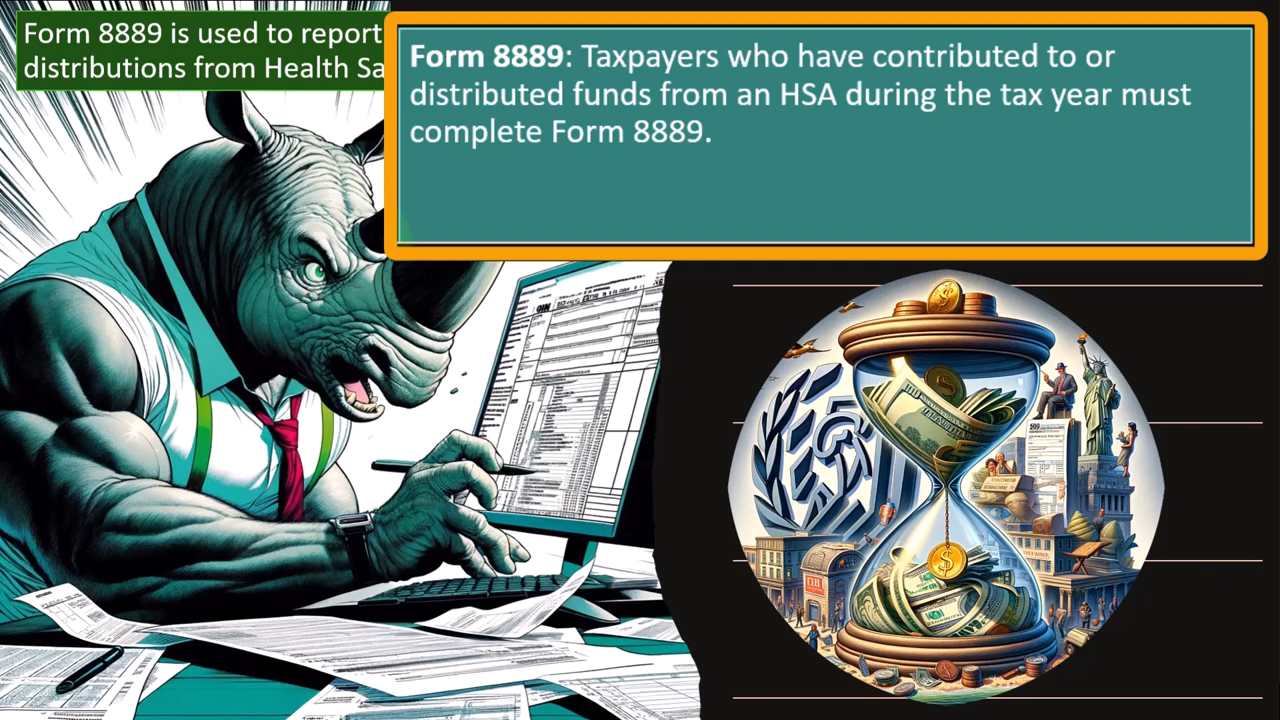 Form 8889 is used to report
distributions from Health Sa
Form 8889: Taxpayers who have contributed to or
distributed funds from an HSA during the tax year must
complete Form 8889.